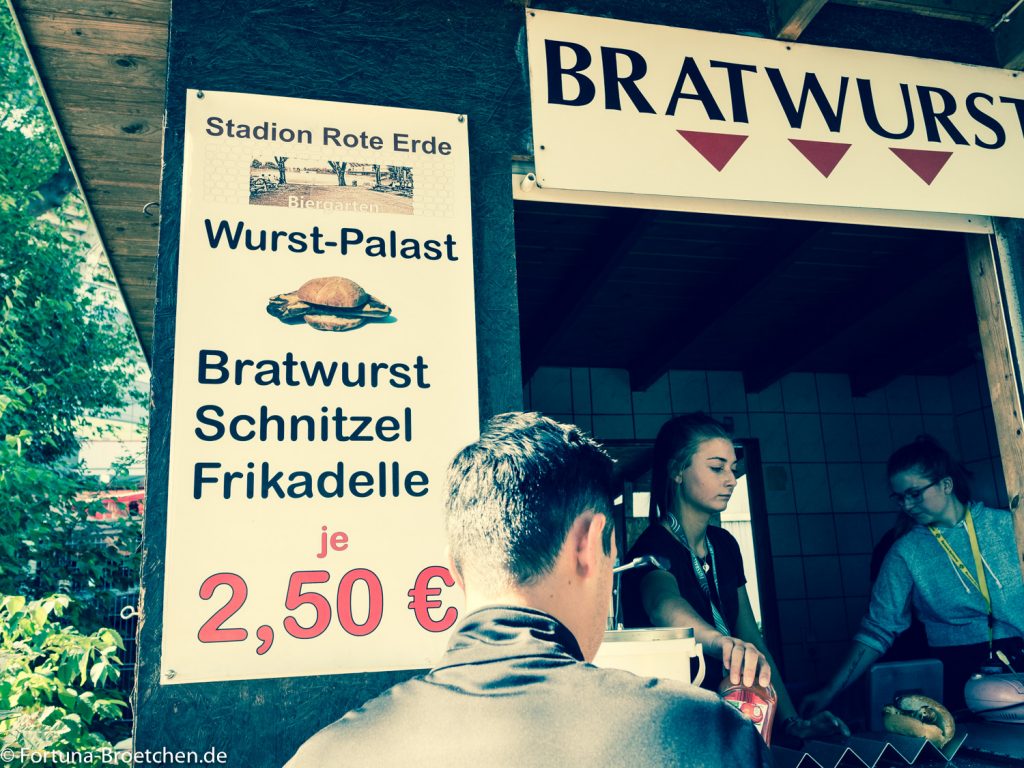 Stadion Rote Erde
Biergarten
Wurst-Palast
Bratwurst
Schnitzel
Frikadelle
je
2,50 €
BRATWURST
©Fortuna-Broetchen.de